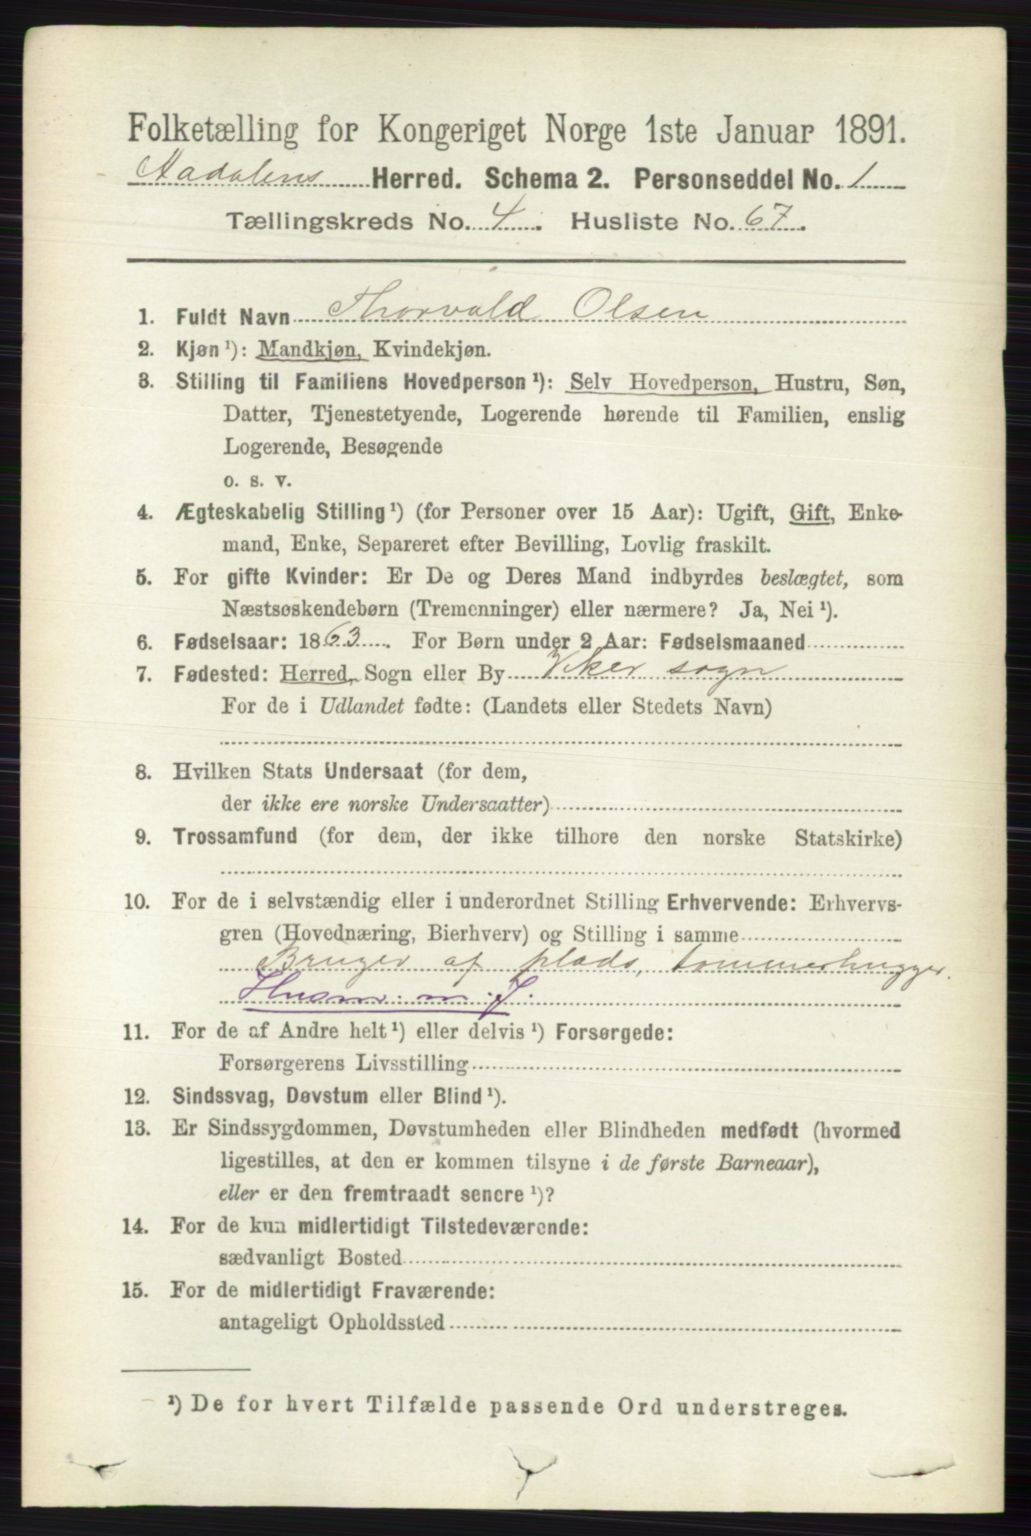 Folketælling for Kongeriget Norge 1ste Januar 1891.
Aadalens Herred. Schema 2. Personseddel No. 1
Tællingskreds No. 4. Husliste No. 67.
1. Fuldt Navn Thorvald Olsen
2. Kjøn ¹): Mandkjøn, Kvindekjøn.
3. Stilling til Familiens Hovedperson ¹): Selv Hovedperson, Hustru, Søn,
Datter, Tjenestetyende, Logerende hørende til Familien, enslig
Logerende, Besøgende
o. s. v.
4. Ægteskabelig Stilling ¹) (for Personer over 15 Aar): Ugift, Gift, Enke-
mand, Enke, Separeret efter Bevilling, Lovlig fraskilt.
5. For gifte Kvinder: Er De og Deres Mand indbyrdes beslægtet, som
Næstsøskendebørn (Tremenninger) eller nærmere? Ja, Nei ¹).
6. Fødselsaar: 1863. For Børn under 2 Aar: Fødselsmaaned
7. Fødested: Herred, Sogn eller By Viker sogn
For de i Udlandet fødte: (Landets eller Stedets Navn)
8. Hvilken Stats Undersaat (for dem,
der ikke ere norske Undersaatter)
9. Trossamfund (for dem, der ikke tilhore den norske Statskirke)
10. For de i selvstændig eller i underordnet Stilling Erhvervende: Erhvervs-
gren (Hovednæring, Bierhverv) og Stilling i samme
Bruger af plads, tømmerhugger.
Husm. m. J.
11. For de af Andre helt ¹) eller delvis ¹) Forsørgede:
Forsørgerens Livsstilling
12. Sindssvag, Døvstum eller Blind ¹).
13. Er Sindssygdommen, Døvstumheden eller Blindheden medfødt (hvormed
ligestilles, at den er kommen tilsyne i de første Barneaar),
eller er den fremtraadt senere ¹)?
14. For de kun midlertidigt Tilstedeværende:
sædvanligt Bosted
15. For de midlertidigt Fraværende:
antageligt Opholdssted
¹) De for hvert Tilfælde passende Ord understreges.